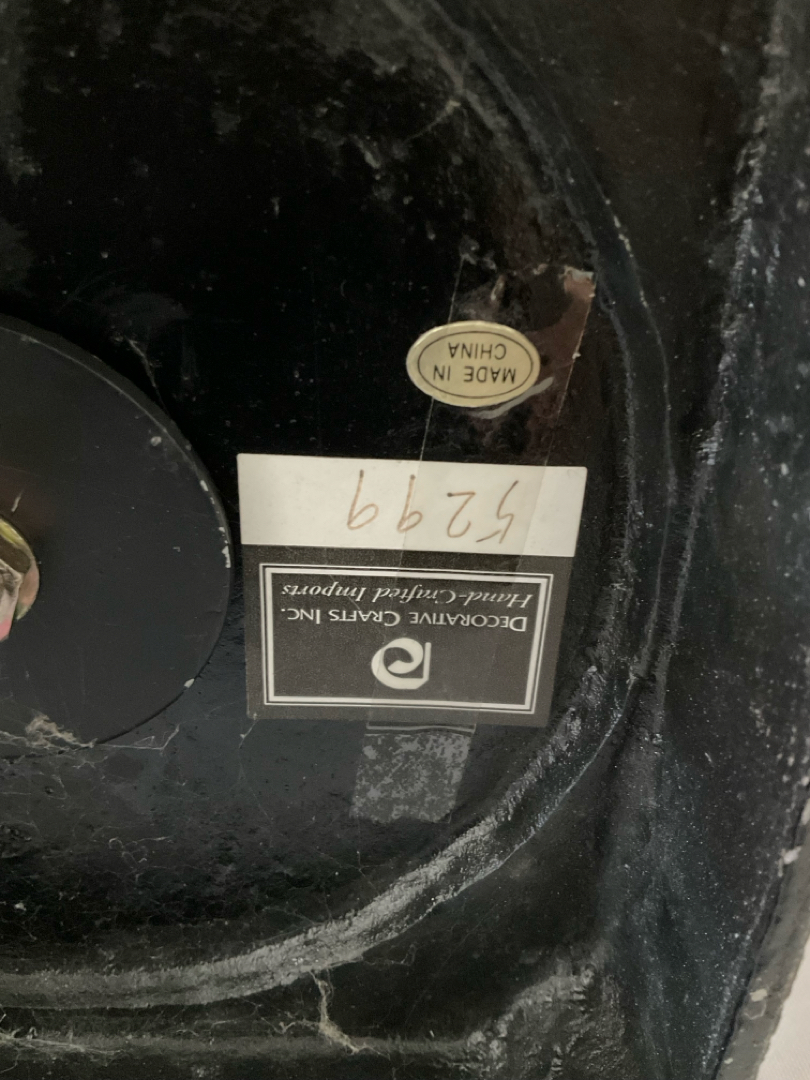 DECORATIVE CRAFTS INC.
Hand-Crafted Imports
5299
MADE IN
CHINA